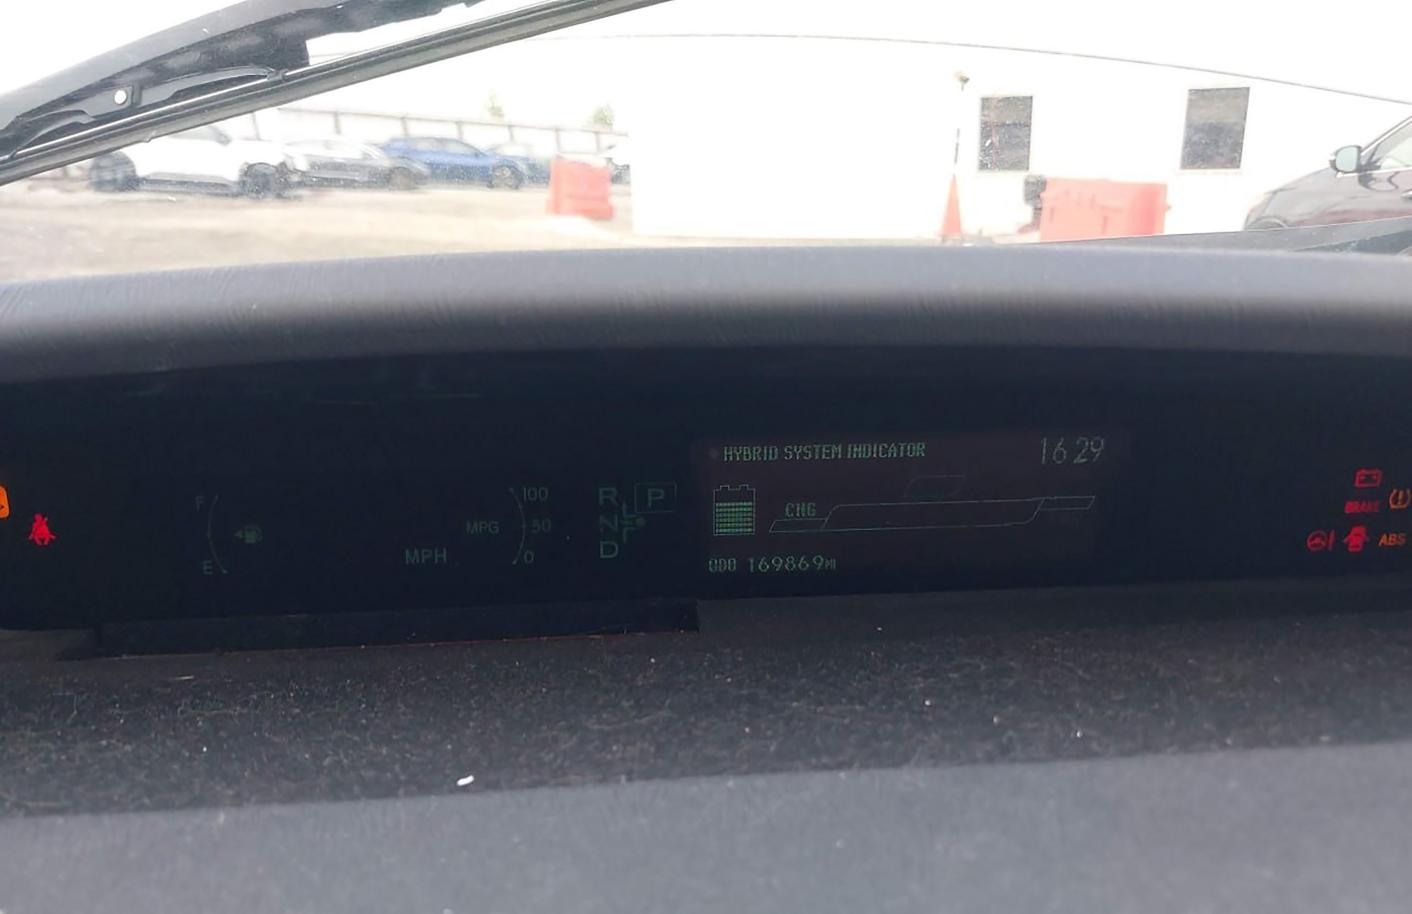 HYBRID SYSTEM INDICATOR 16 29
CHG
ODO 169869MI
F
E
MPH
MPG
100
50
0
R
N
D
P
BRAKE
ABS